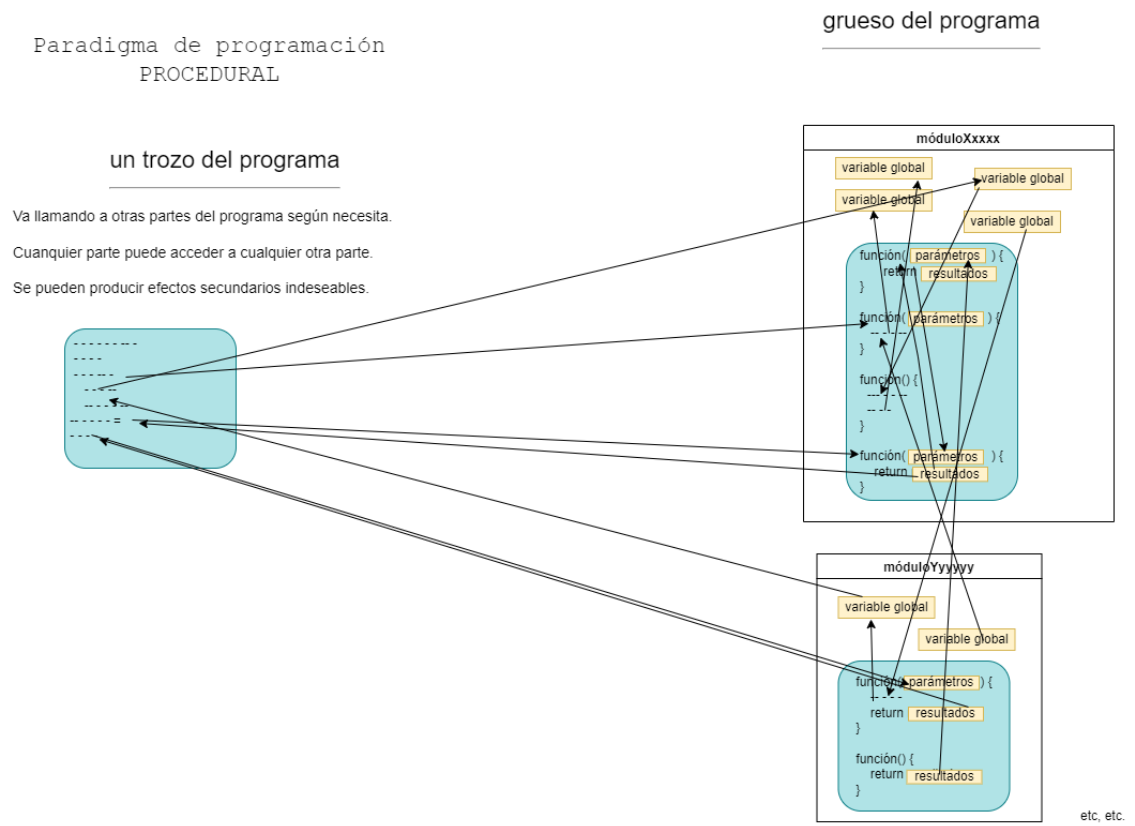 Paradigma de programación
PROCEDURAL
un trozo del programa
Va llamando a otras partes del programa según necesita.
Cuanquier parte puede acceder a cualquier otra parte.
Se pueden producir efectos secundarios indeseables.
- - - - - - -- -
- - - -
- - - - -- -
- - - --
-- - - - --
-- - - - - =
- - - -
grueso del programa
móduloXxxxx
variable global
variable global
variable global
variable global
función( parámetros ) {
return resultados
}
función( parámetros ) {
-- - - --
}
función() {
--- - - --
-- - -
}
función( parámetros ) {
return resultados
}
móduloYyyyyy
variable global
variable global
función( parámetros ) {
-- - - -
return resultados
}
función() {
return resultados
}
etc, etc.